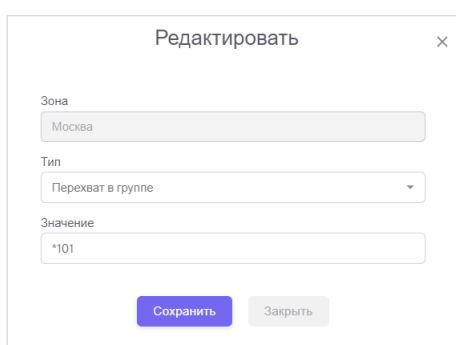 Редактировать
Зона
Москва
Тип
Перехват в группе
Значение
*101
Сохранить Закрыть